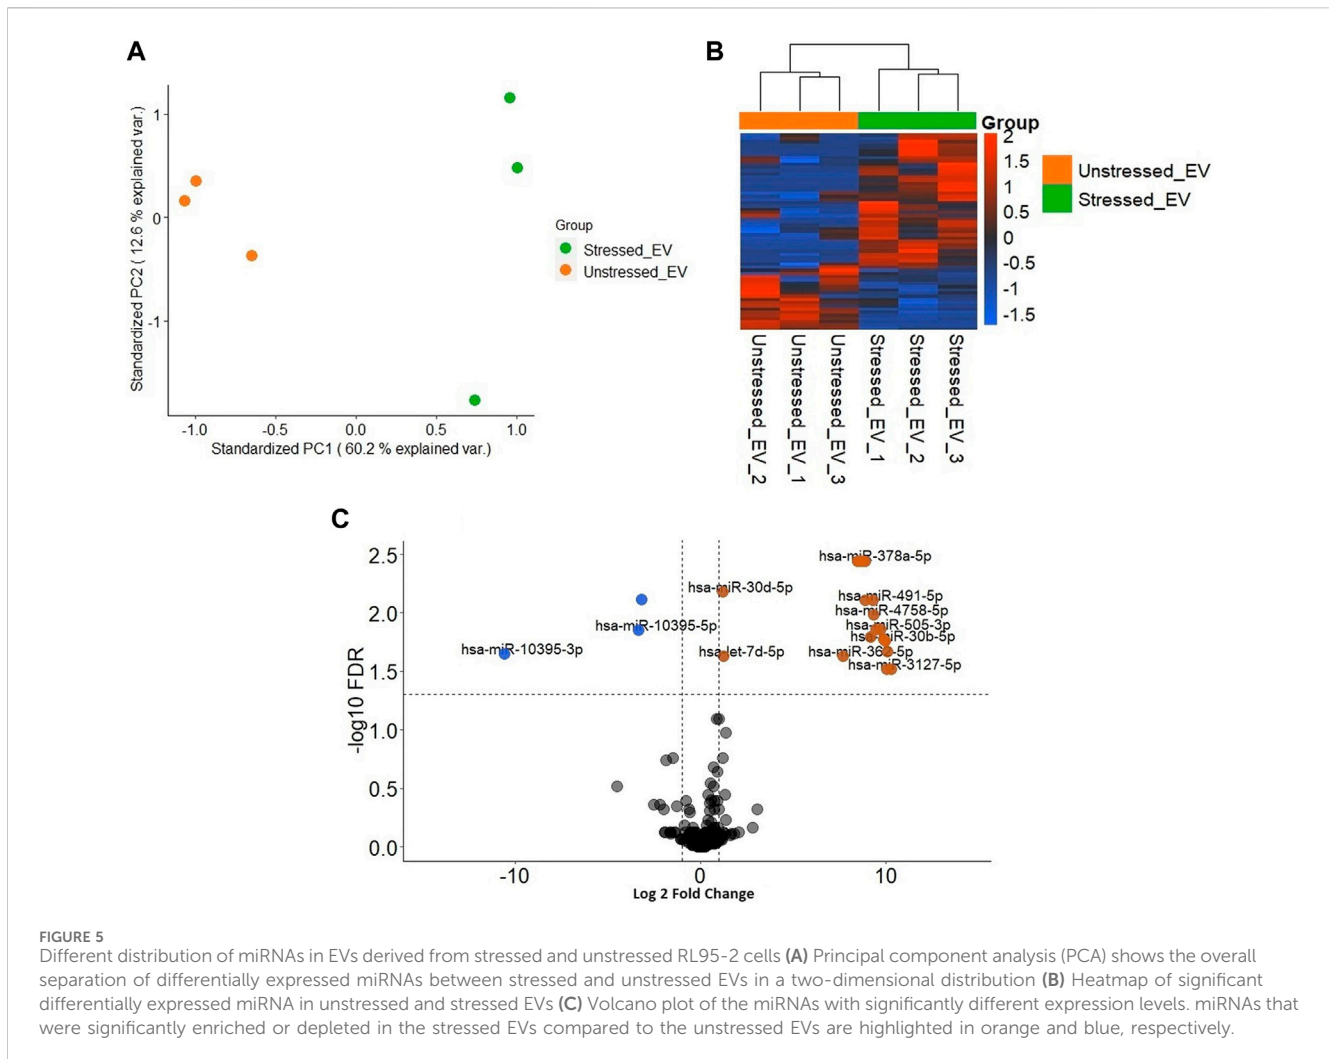 A
1
0
-1
Standardized PC2 ( 12.6 % explained var.)
-1.0 -0.5 0.0 0.5 1.0
Standardized PC1 ( 60.2 % explained var.)
Group
Stressed_EV
Unstressed_EV
B
Group
2
1.5
1
0.5
0
-0.5
-1
-1.5
Unstressed_EV
Stressed_EV
Unstressed_EV_2
Unstressed_EV_1
Unstressed_EV_3
Stressed_EV_1
Stressed_EV_2
Stressed_EV_3
C
2.5
2.0
1.5
1.0
0.5
0.0
-log10 FDR
hsa-miR-378a-5p
hsa-miR-30d-5p
hsa-miR-491-5p
hsa-miR-4758-5p
hsa-miR-10395-5p
hsa-miR-505-3p
hsa-miR-30b-5p
hsa-miR-10395-3p
hsa-let-7d-5p
hsa-miR-362-5p
hsa-miR-3127-5p
-10 0 10
Log 2 Fold Change
FIGURE 5
Different distribution of miRNAs in EVs derived from stressed and unstressed RL95-2 cells (A) Principal component analysis (PCA) shows the overall
separation of differentially expressed miRNAs between stressed and unstressed EVs in a two-dimensional distribution (B) Heatmap of significant
differentially expressed miRNA in unstressed and stressed EVs (C) Volcano plot of the miRNAs with significantly different expression levels. miRNAs that
were significantly enriched or depleted in the stressed EVs compared to the unstressed EVs are highlighted in orange and blue, respectively.